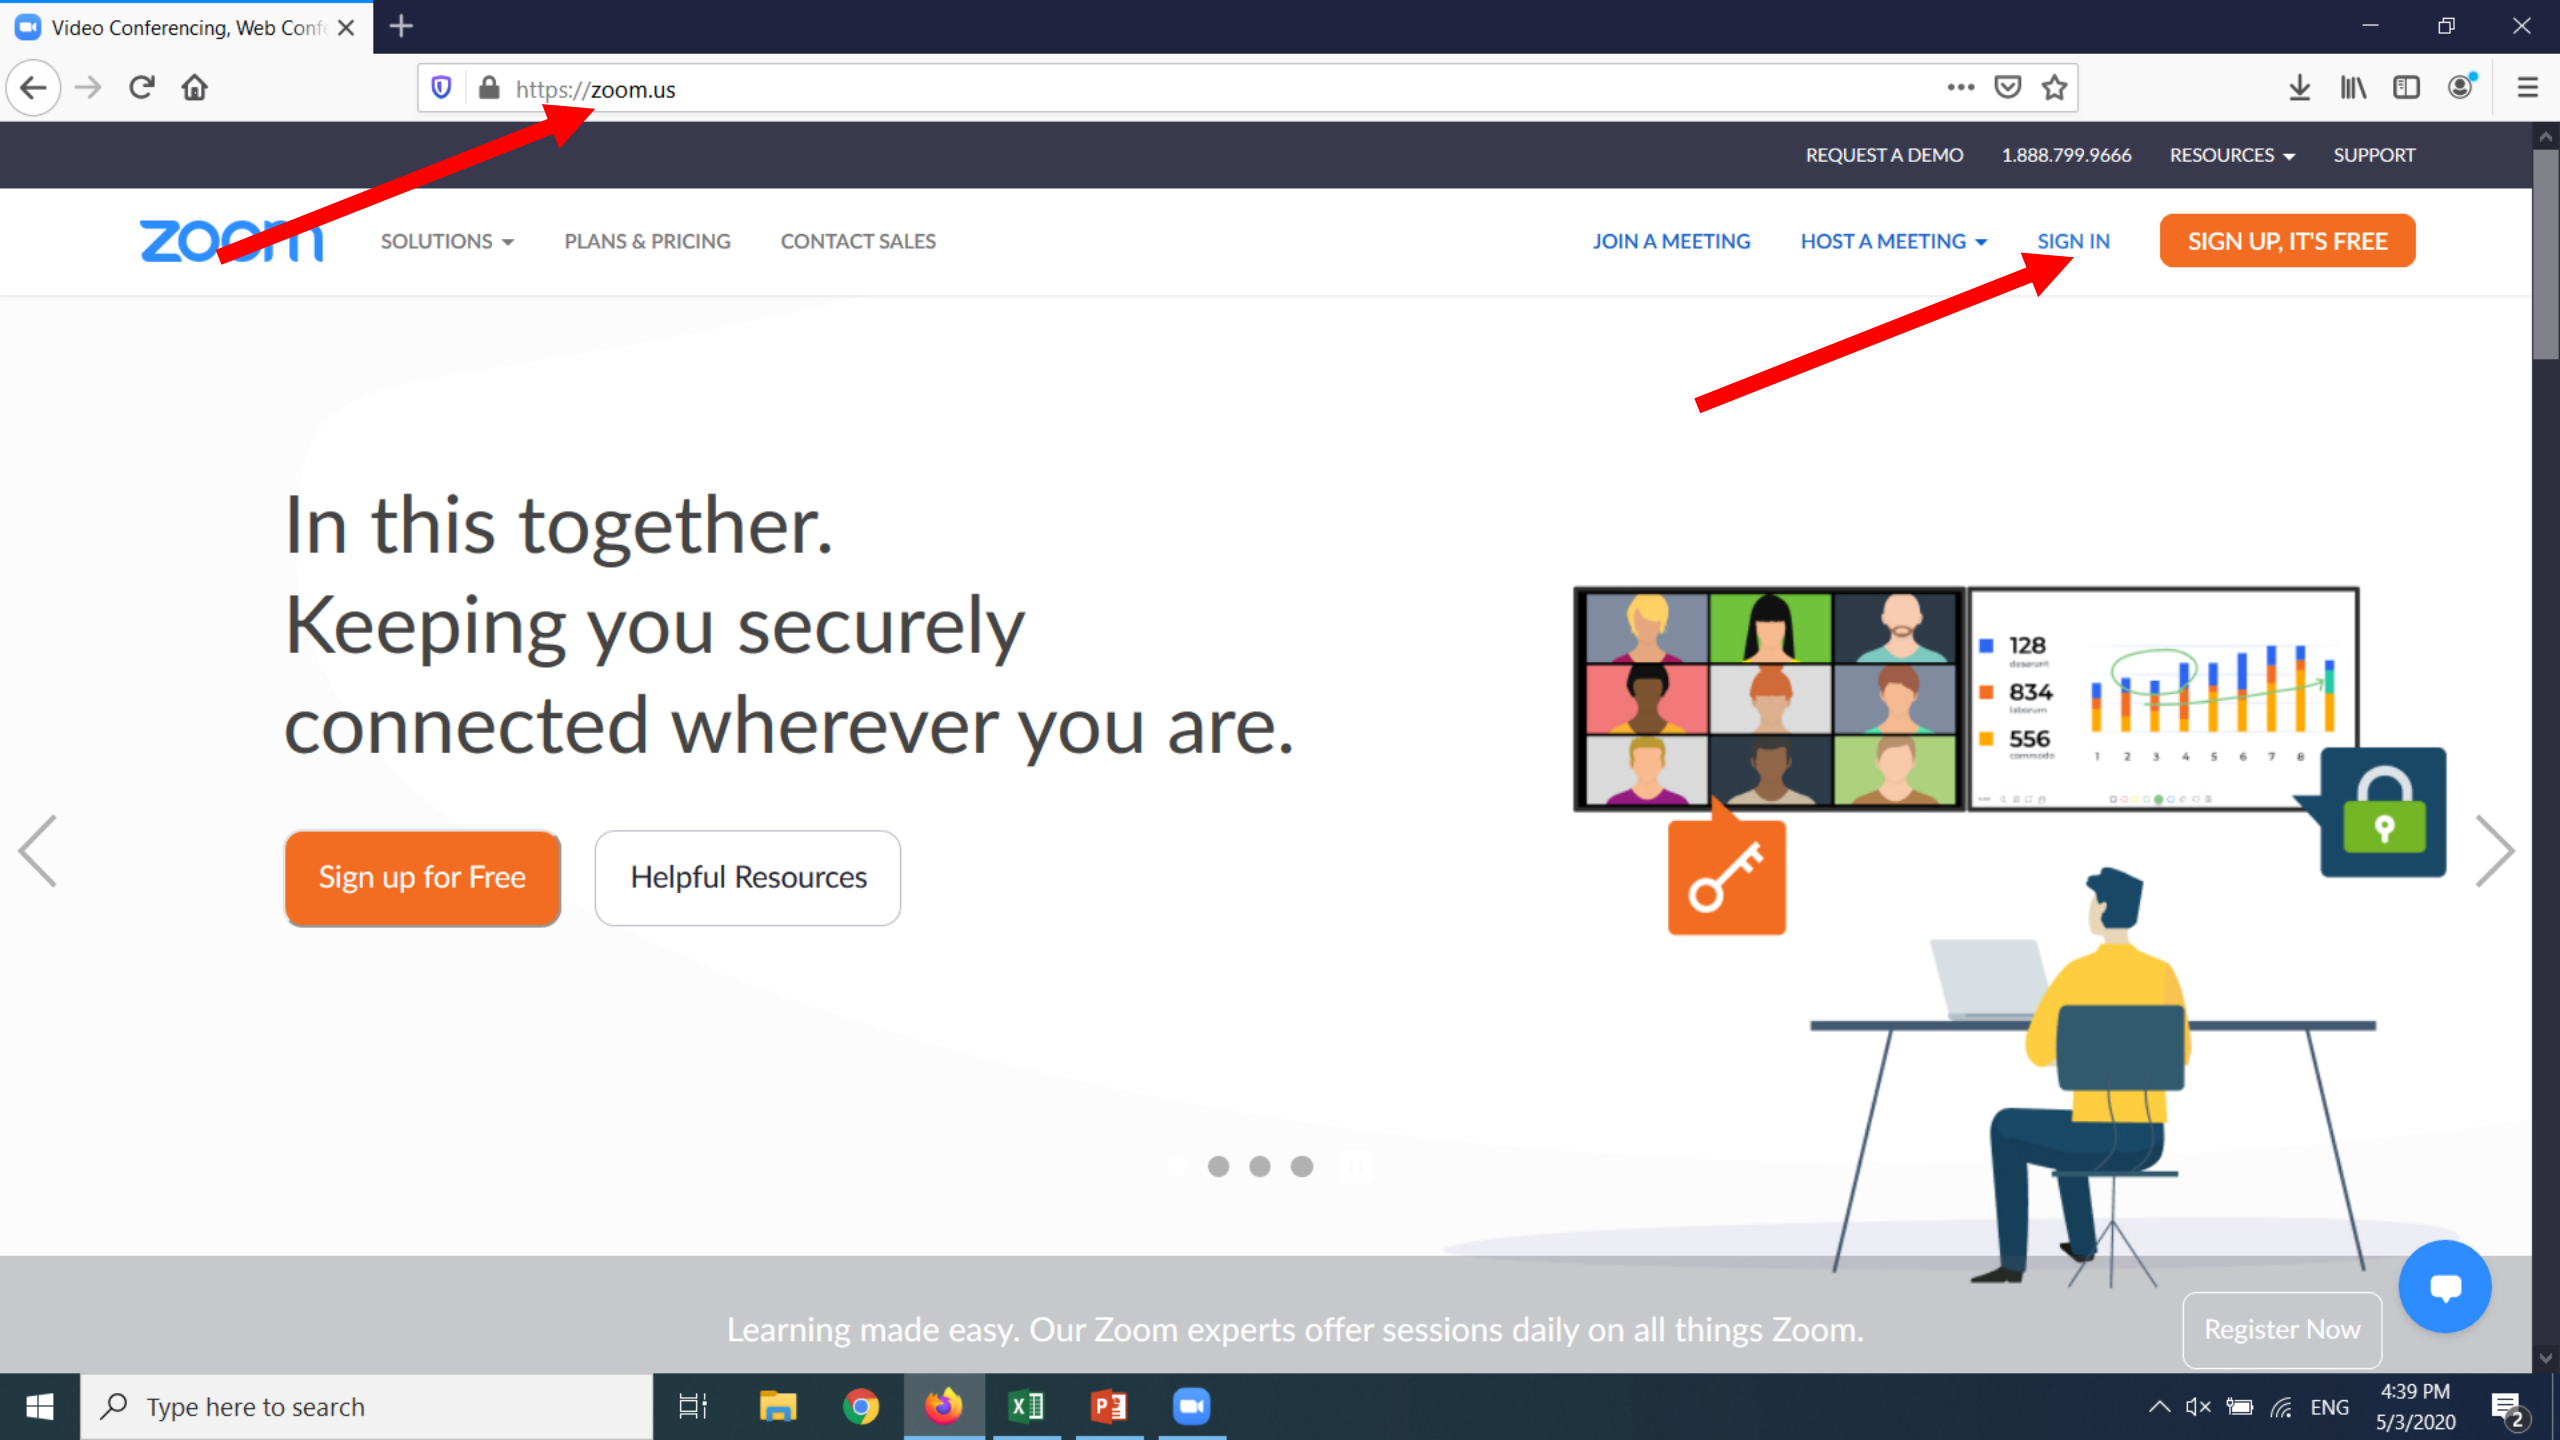 Video Conferencing, Web Conf
https://zoom.us
REQUEST A DEMO 1.888.799.9666 RESOURCES SUPPORT
zoom SOLUTIONS PLANS & PRICING CONTACT SALES JOIN A MEETING HOST A MEETING SIGN IN SIGN UP, IT'S FREE
In this together.
Keeping you securely
connected wherever you are.
Sign up for Free Helpful Resources
128
deserunt
834
laborum
556
commodo
1 2 3 4 5 6 7 8
Learning made easy. Our Zoom experts offer sessions daily on all things Zoom.
Register Now
Type here to search
ENG
4:39 PM
5/3/2020
2